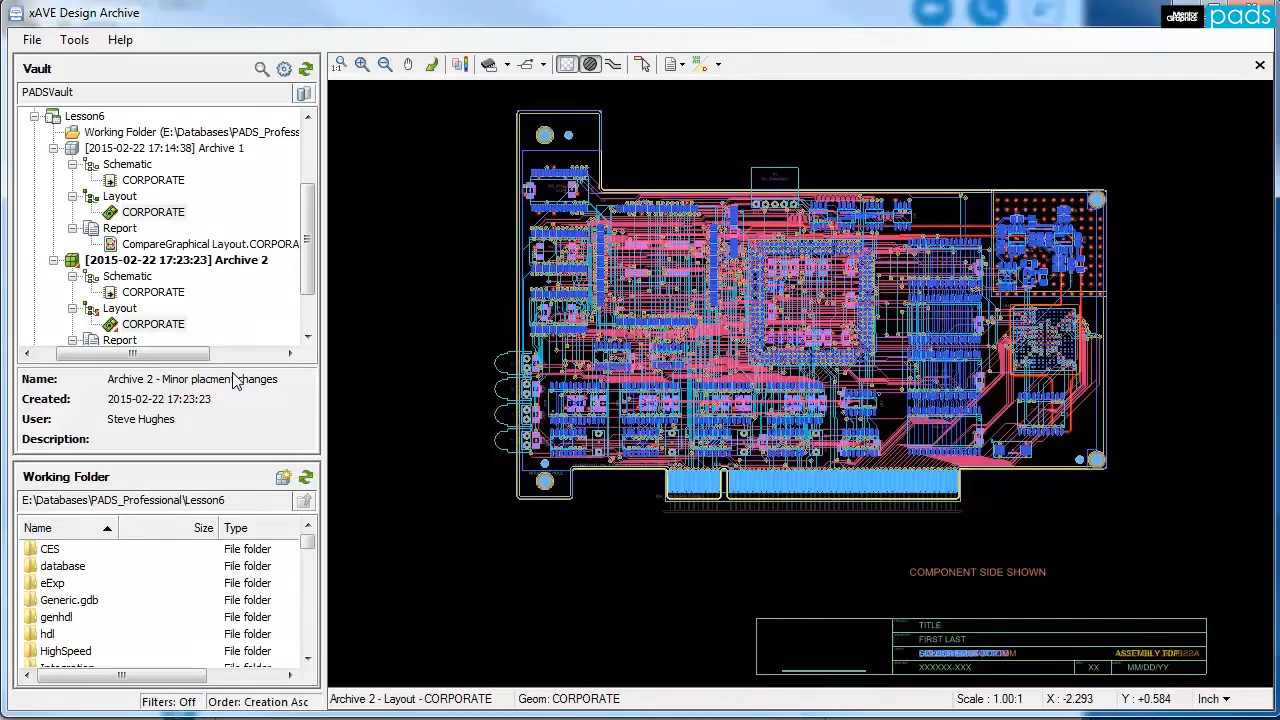 xAVE Design Archive
Mentor Graphics
pads
File Tools Help
Vault
PADSVault
Lesson6
Working Folder (E:\Databases\PADS_Profess
[2015-02-22 17:14:38] Archive 1
Schematic
CORPORATE
Layout
CORPORATE
Report
CompareGraphical Layout.CORPORA
[2015-02-22 17:23:23] Archive 2
Schematic
CORPORATE
Layout
CORPORATE
Report
Name: Archive 2 - Minor placment changes
Created: 2015-02-22 17:23:23
User: Steve Hughes
Description:
Working Folder
E:\Databases\PADS_Professional\Lesson6
Name Size Type
CES File folder
database File folder
eExp File folder
Generic.gdb File folder
genhdl File folder
hdl File folder
HighSpeed File folder
Filters: Off Order: Creation Asc
COMPONENT SIDE SHOWN
TITLE
FIRST LAST
ASSEMBLY TOP
XXXXXX-XXX XX MM/DD/YY
Archive 2 - Layout - CORPORATE Geom: CORPORATE Scale : 1.00:1 X : -2.293 Y : +0.584 Inch